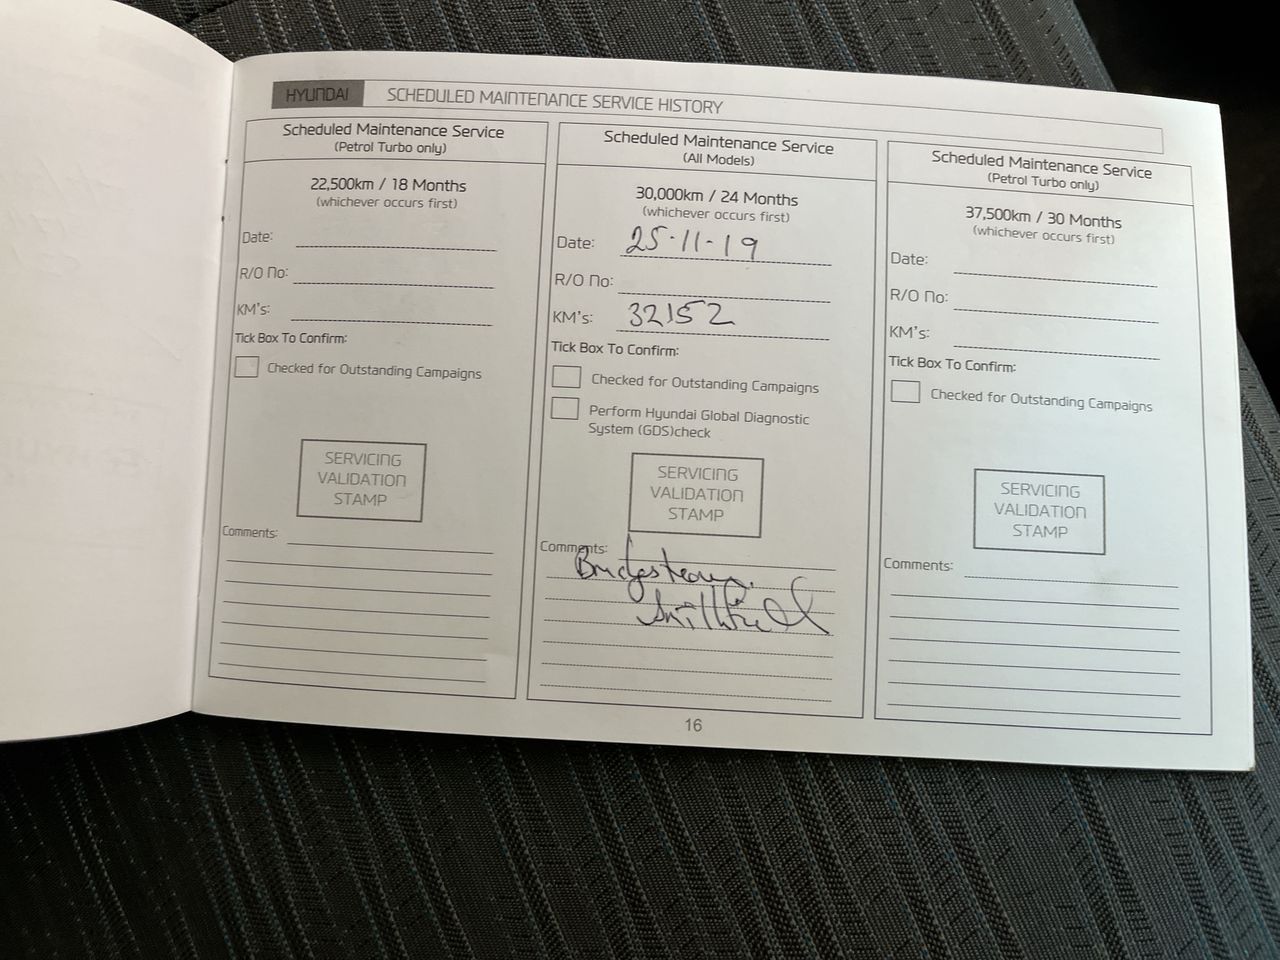 HYUNDAI SCHEDULED MAINTENANCE SERVICE HISTORY
Scheduled Maintenance Service
(Petrol Turbo only)
22,500km / 18 Months
(whichever occurs first)
Date:
R/O No:
KM's:
Tick Box To Confirm:
Checked for Outstanding Campaigns
SERVICING
VALIDATION
STAMP
Comments:
Scheduled Maintenance Service
(All Models)
30,000km / 24 Months
(whichever occurs first)
Date: 25-11-19
R/O No:
KM's: 32152
Tick Box To Confirm:
Checked for Outstanding Campaigns
Perform Hyundai Global Diagnostic
System (GDS)check
SERVICING
VALIDATION
STAMP
Comments:
Smithfield
Scheduled Maintenance Service
(Petrol Turbo only)
37,500km / 30 Months
(whichever occurs first)
Date:
R/O No:
KM's:
Tick Box To Confirm:
Checked for Outstanding Campaigns
SERVICING
VALIDATION
STAMP
Comments:
16